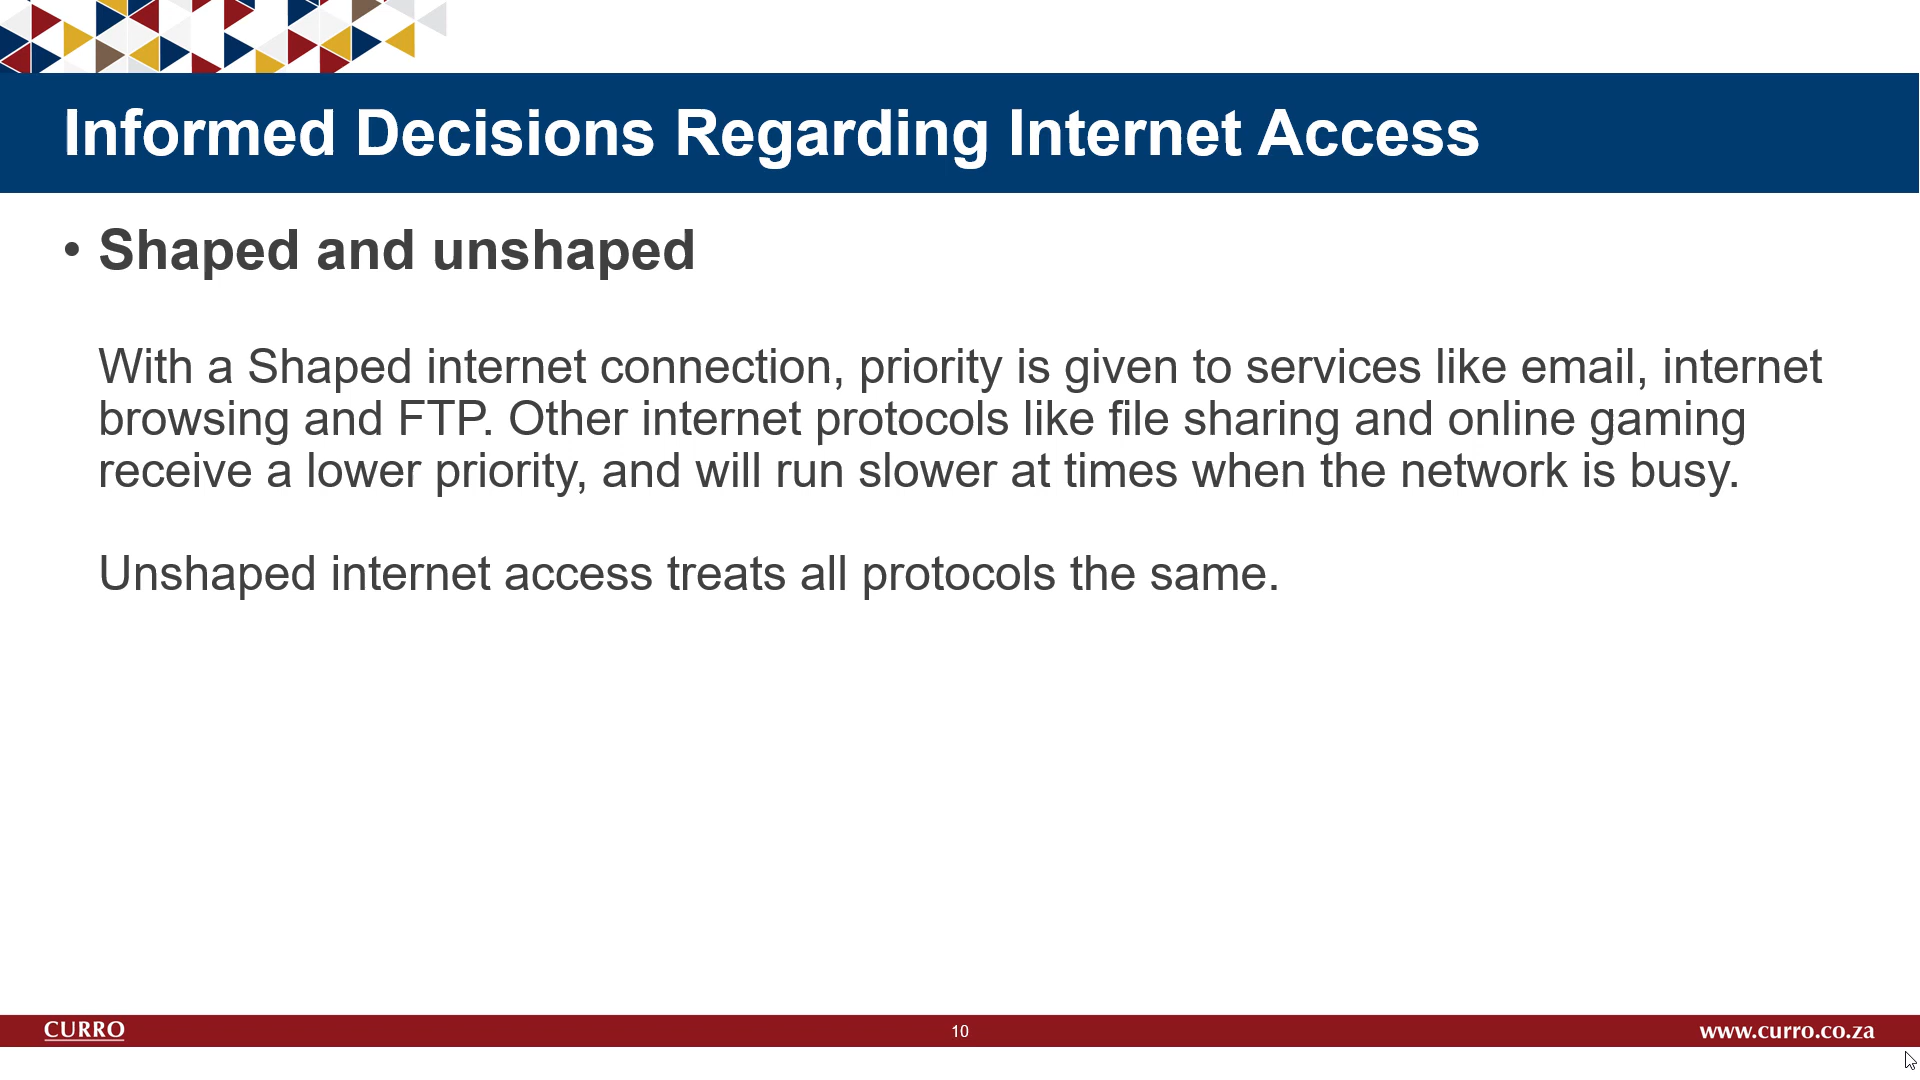 Informed Decisions Regarding Internet Access
• Shaped and unshaped
With a Shaped internet connection, priority is given to services like email, internet
browsing and FTP. Other internet protocols like file sharing and online gaming
receive a lower priority, and will run slower at times when the network is busy.
Unshaped internet access treats all protocols the same.
CURRO
10
www.curro.co.za